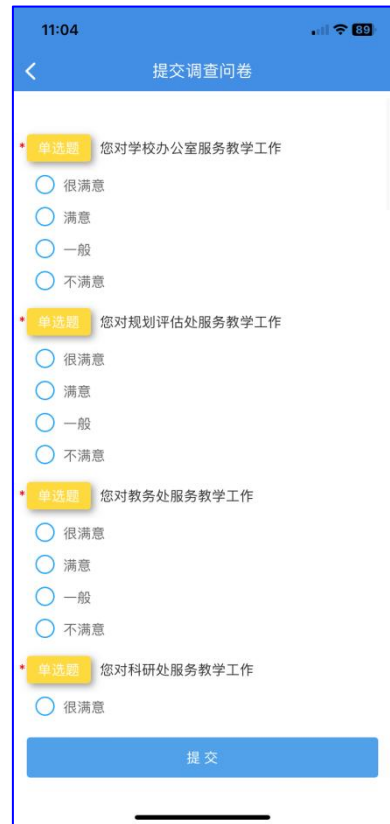 11:04
89
提交调查问卷
* 单选题 您对学校办公室服务教学工作
很满意
满意
一般
不满意
* 单选题 您对规划评估处服务教学工作
很满意
满意
一般
不满意
* 单选题 您对教务处服务教学工作
很满意
满意
一般
不满意
* 单选题 您对科研处服务教学工作
很满意
提交